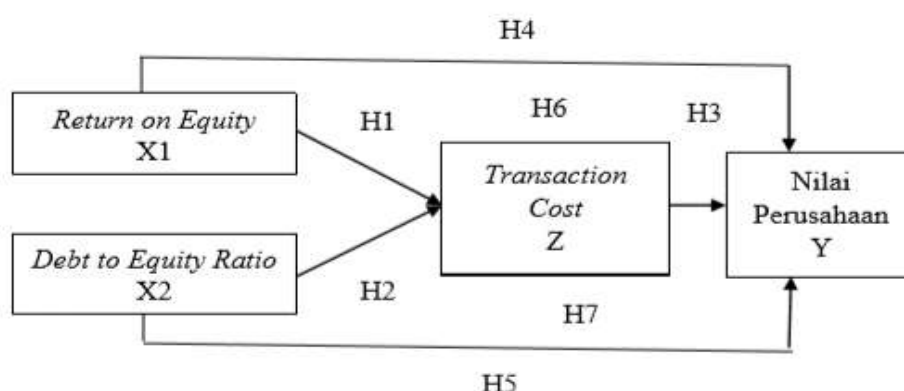 H4
Return on Equity
X1
H1
H6
H3
Transaction
Cost
Z
Nilai
Perusahaan
Y
Debt to Equity Ratio
X2
H2
H7
H5